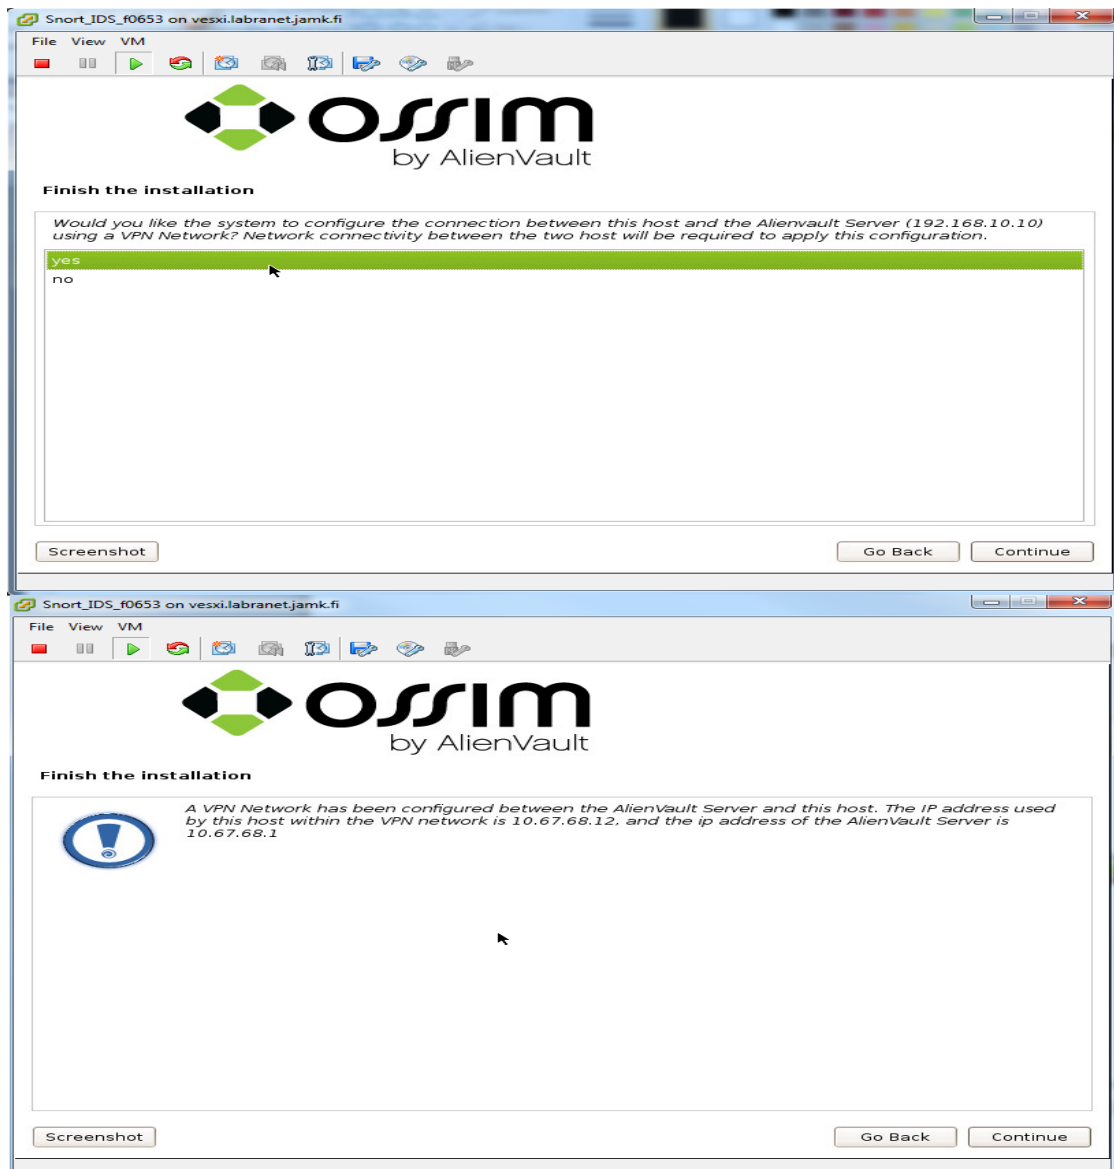 Snort_IDS_f0653 on vesxi.labranet.jamk.fi
File View VM
OSSIM
by AlienVault
Finish the installation
Would you like the system to configure the connection between this host and the Alienvault Server (192.168.10.10)
using a VPN Network? Network connectivity between the two host will be required to apply this configuration.
yes
no
Screenshot Go Back Continue
Snort_IDS_f0653 on vesxi.labranet.jamk.fi
File View VM
OSSIM
by AlienVault
Finish the installation
A VPN Network has been configured between the AlienVault Server and this host. The IP address used
by this host within the VPN network is 10.67.68.12, and the ip address of the AlienVault Server is
10.67.68.1
Screenshot Go Back Continue